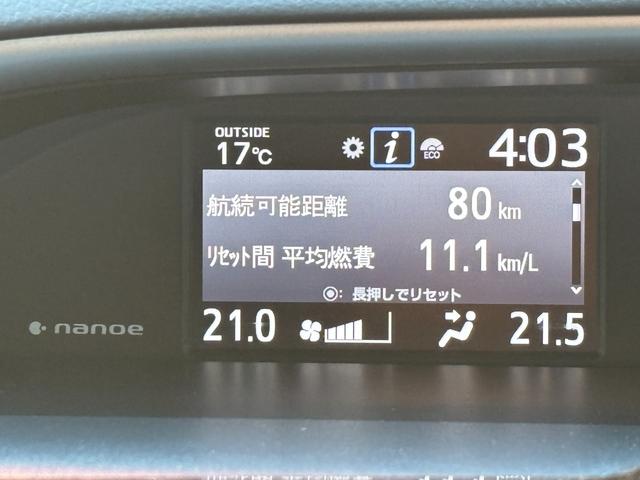 OUTSIDE
17℃
i
ECO
4:03
航続可能距離 80 km
リセット間 平均燃費 11.1 km/L
◉: 長押しでリセット
nanoe
21.0
21.5